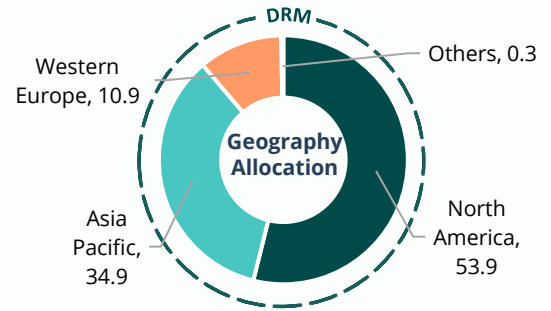 DRM
Others, 0.3
Western
Europe, 10.9
Geography
Allocation
North
America,
53.9
Asia
Pacific,
34.9